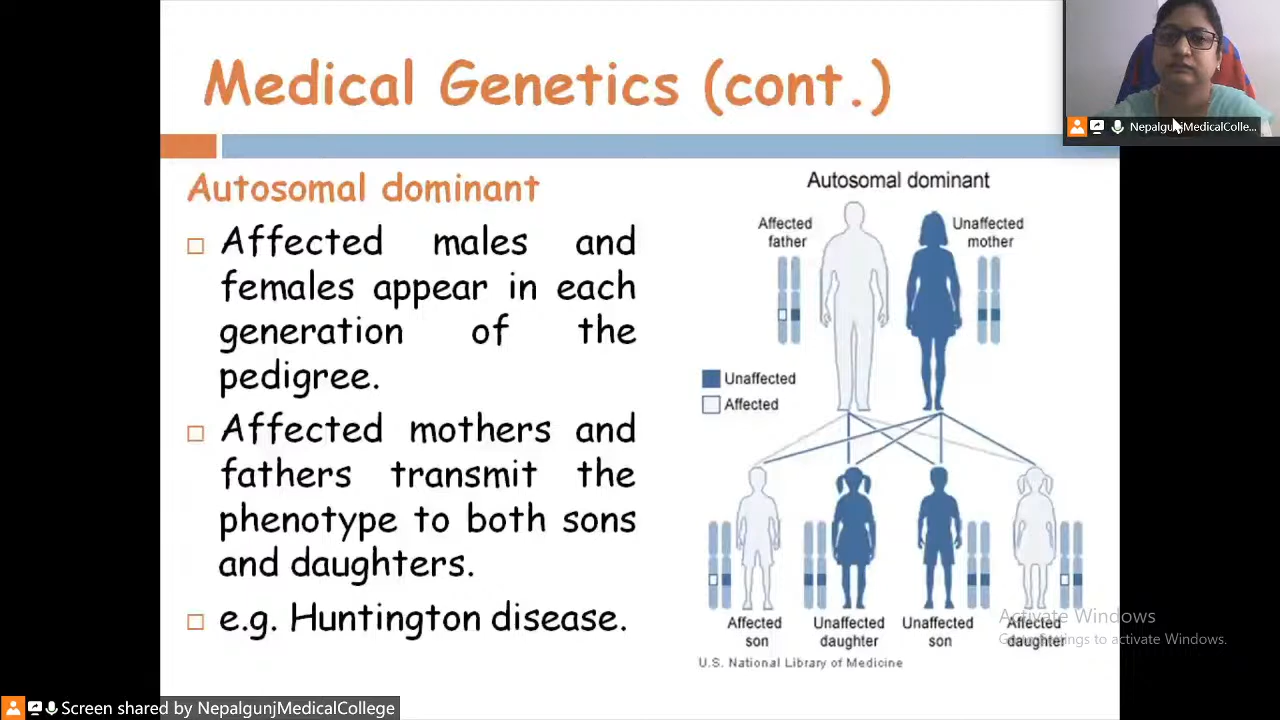 Medical Genetics (cont.)
NepalgunjMedicalColle...
Autosomal dominant
Affected males and
females appear in each
generation of the
pedigree.
Affected mothers and
fathers transmit the
phenotype to both sons
and daughters.
e.g. Huntington disease.
Autosomal dominant
Affected
father
Unaffected
mother
Unaffected
Affected
Affected
son
Unaffected
daughter
Unaffected
son
Affected
daughter
U.S. National Library of Medicine
Activate Windows
Go to Settings to activate Windows.
Screen shared by NepalgunjMedicalCollege